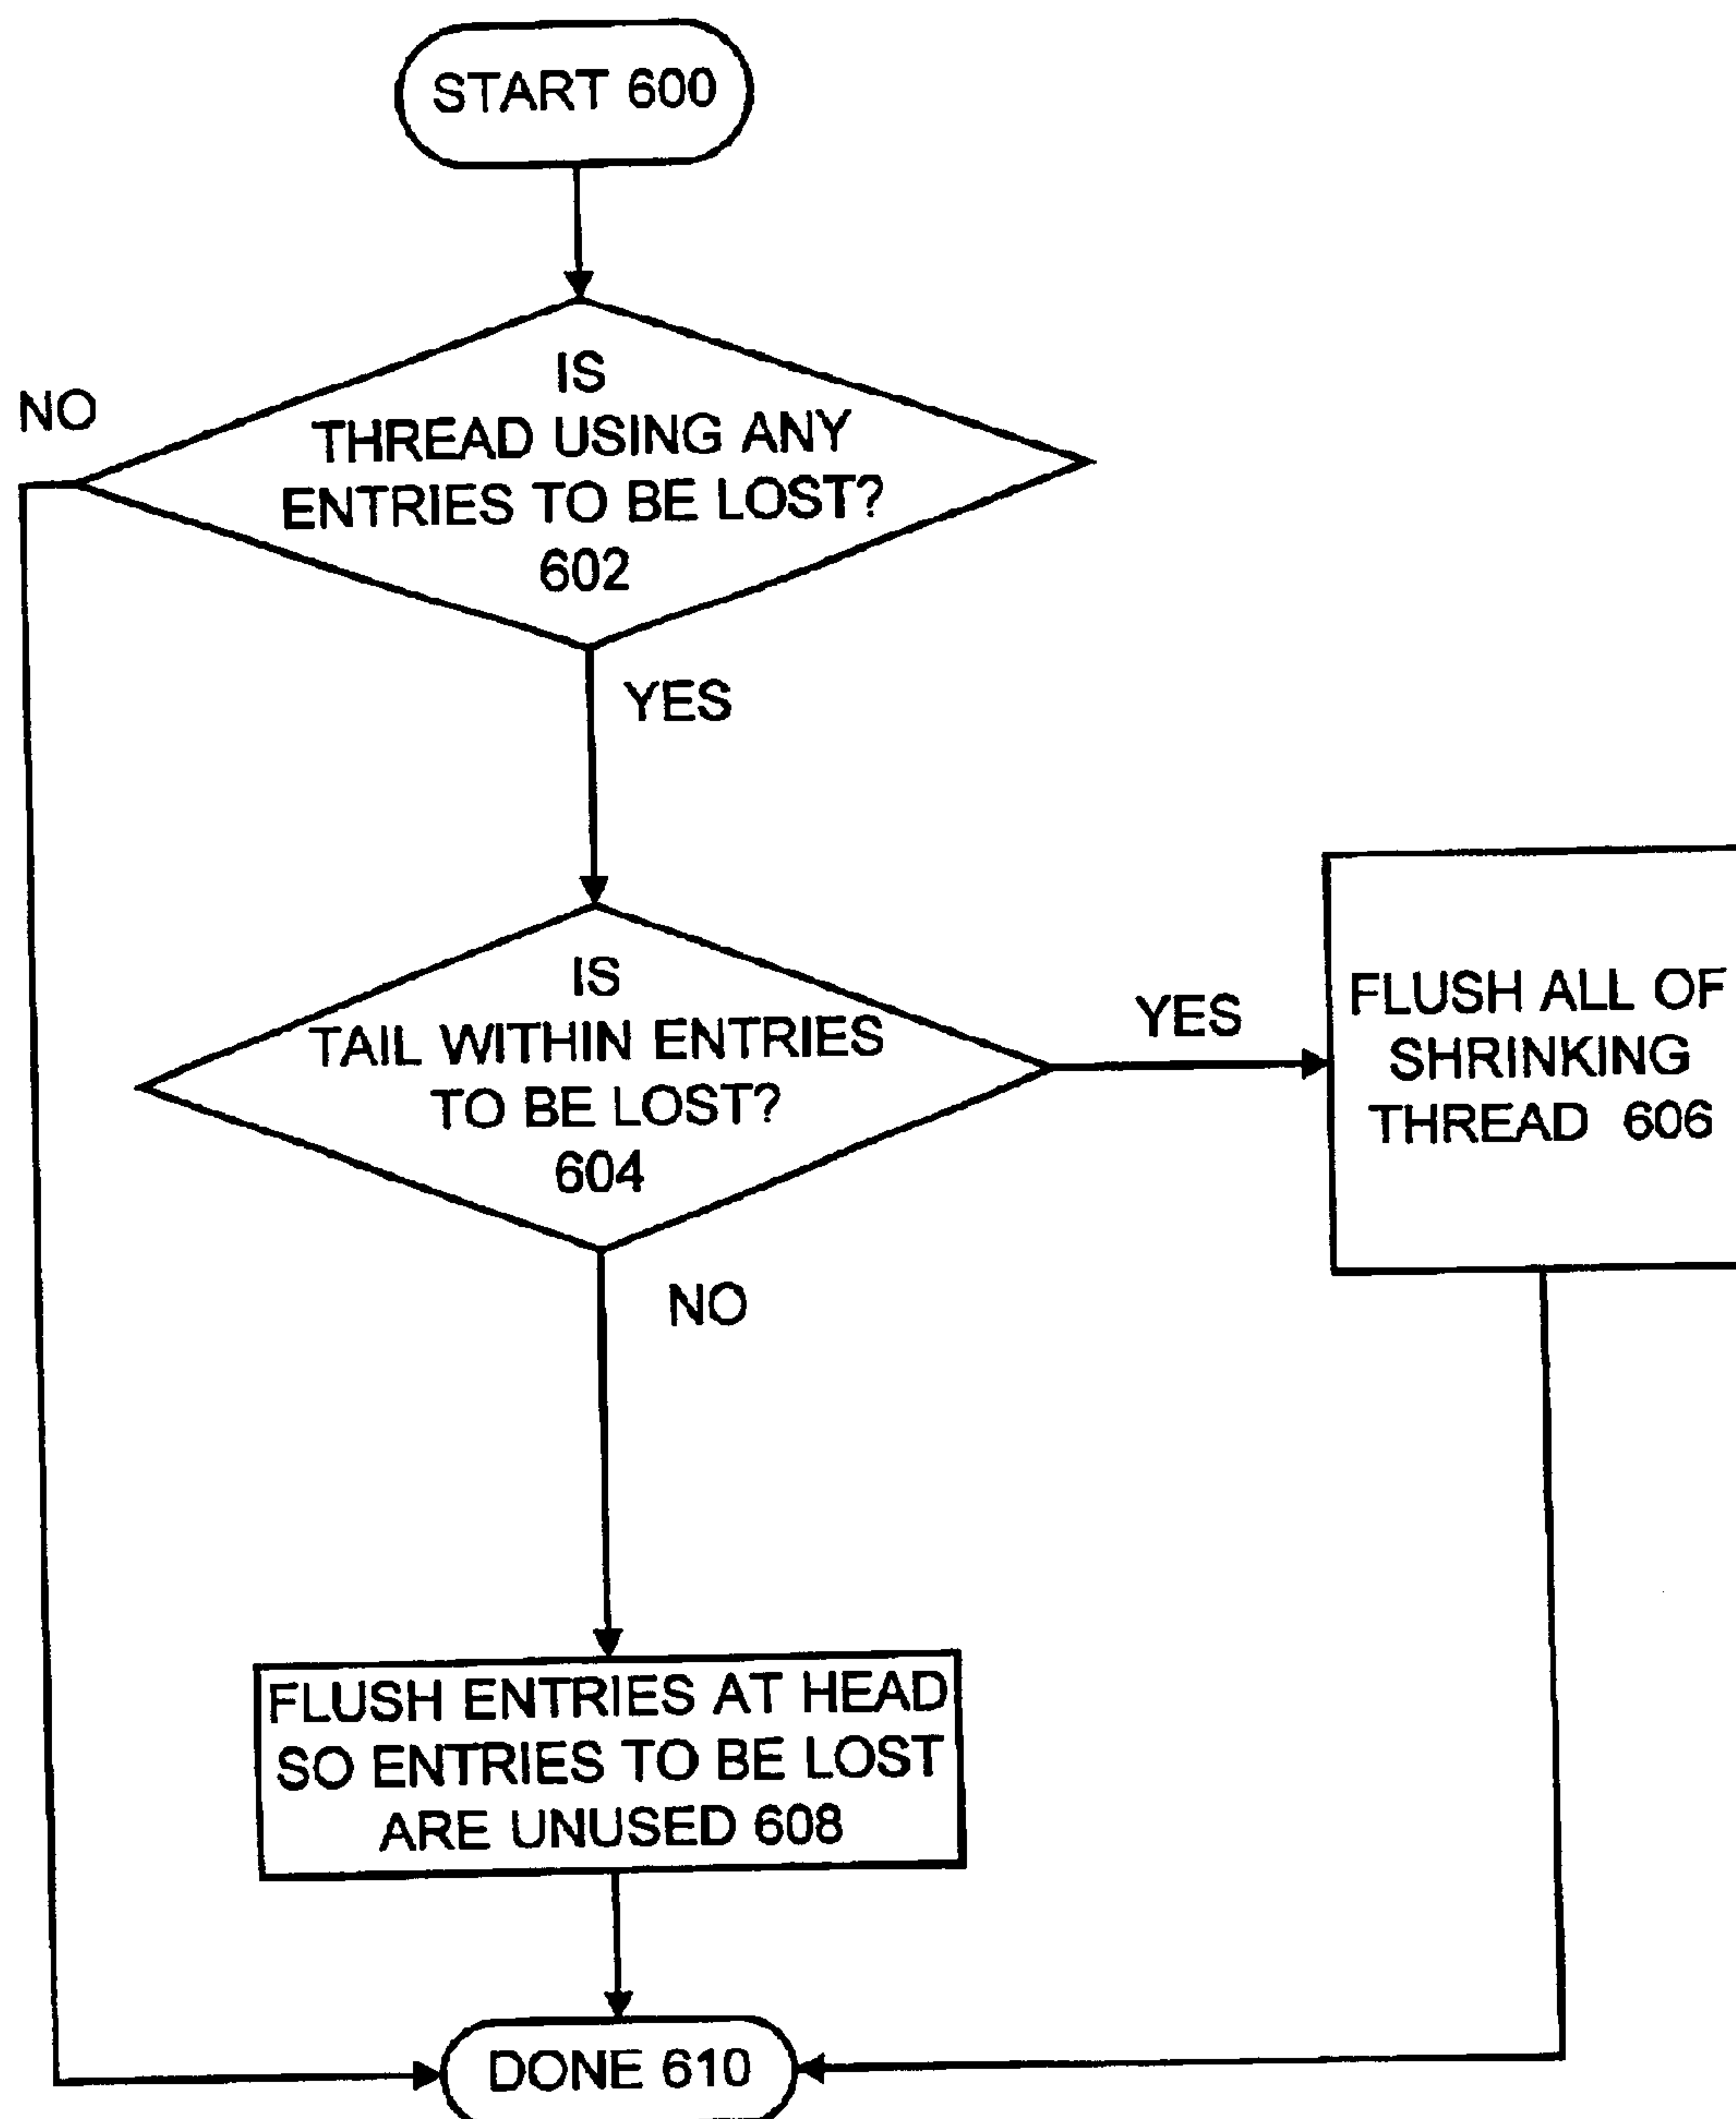 START 600
NO
IS
THREAD USING ANY
ENTRIES TO BE LOST?
602
YES
IS
TAIL WITHIN ENTRIES
TO BE LOST?
604
YES
FLUSH ALL OF
SHRINKING
THREAD 606
NO
FLUSH ENTRIES AT HEAD
SO ENTRIES TO BE LOST
ARE UNUSED 608
DONE 610